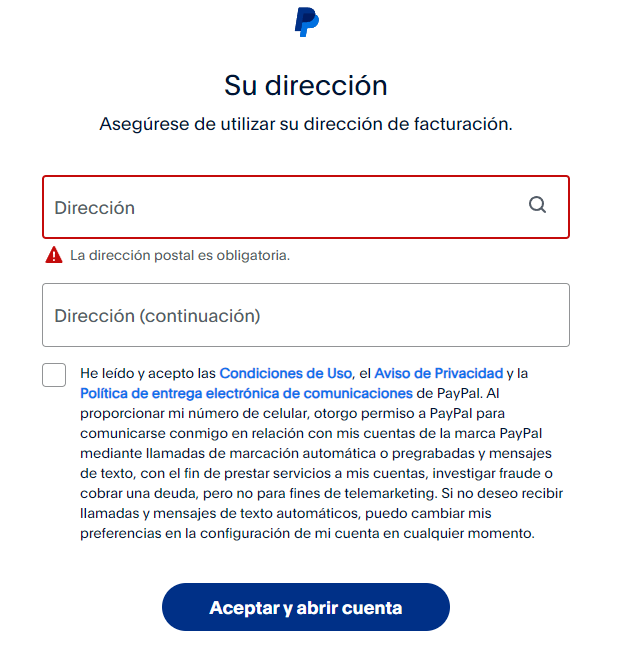 Su dirección
Asegúrese de utilizar su dirección de facturación.
Dirección
La dirección postal es obligatoria.
Dirección (continuación)
He leído y acepto las Condiciones de Uso, el Aviso de Privacidad y la
Política de entrega electrónica de comunicaciones de PayPal. Al
proporcionar mi número de celular, otorgo permiso a PayPal para
comunicarse conmigo en relación con mis cuentas de la marca PayPal
mediante llamadas de marcación automática o pregrabadas y mensajes
de texto, con el fin de prestar servicios a mis cuentas, investigar fraude o
cobrar una deuda, pero no para fines de telemarketing. Si no deseo recibir
llamadas y mensajes de texto automáticos, puedo cambiar mis
preferencias en la configuración de mi cuenta en cualquier momento.
Aceptar y abrir cuenta